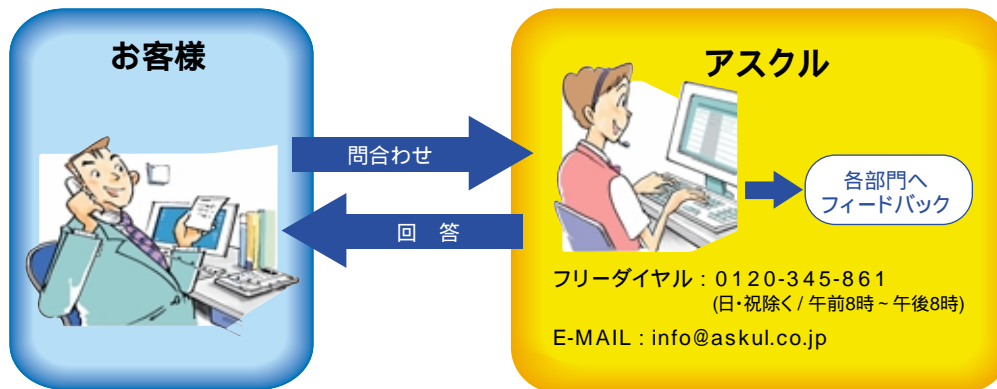 お客様
アスクル
問合わせ
回 答
各部門へ
フィードバック
フリーダイヤル : 0120-345-861
(日・祝除く / 午前8時 ~ 午後8時)
E-MAIL : info@askul.co.jp